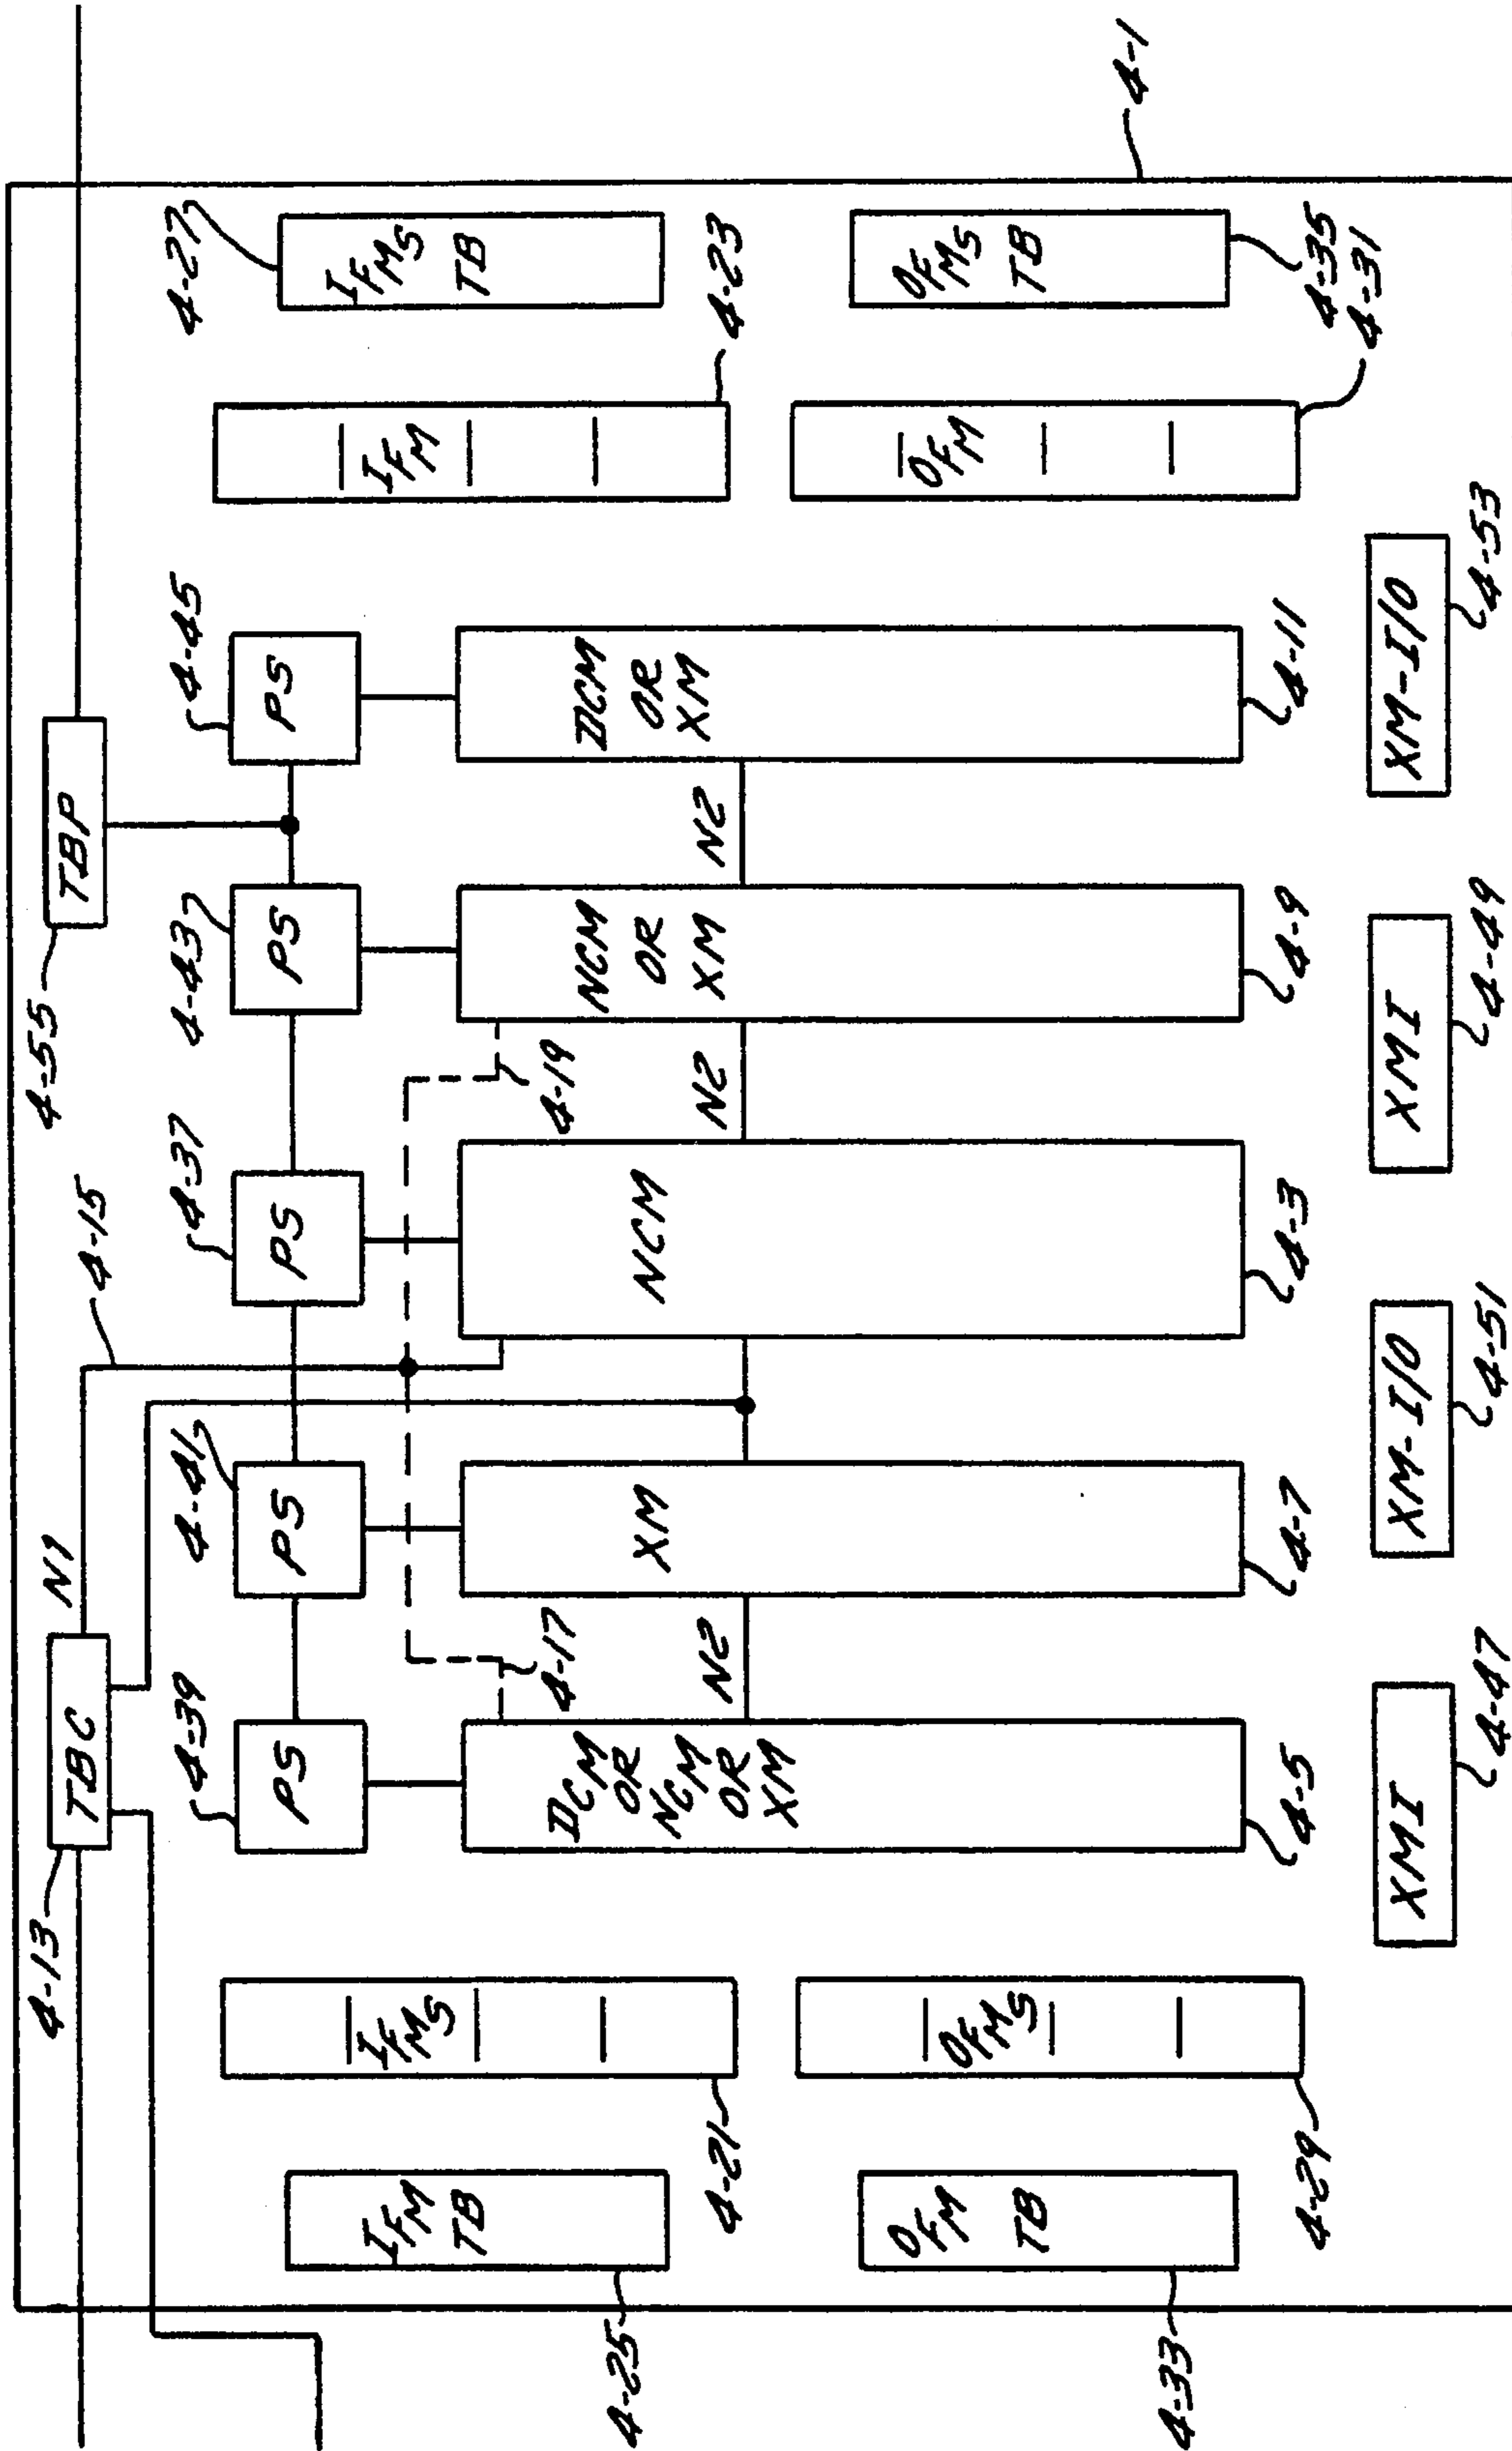 TBC
N1
TBP
4-13
4-15
4-55
4-39
4-41
4-37
4-43
4-45
4-27
PS
PS
PS
PS
PS
IFM
TB
IFMS
DCM
OR
NCM
OR
XM
4-17
N2
XM
NCM
4-19
N2
NCM
OR
XM
N2
DCM
OR
XM
IFM
IFMS
TB
4-25
4-21
4-23
OFM
TB
OFMS
OFM
OFMS
TB
4-33
4-29
4-5
4-7
4-3
4-9
4-11
4-35
4-31
4-1
XMI
XM-I/O
XMI
XM-I/O
4-47
4-51
4-49
4-53